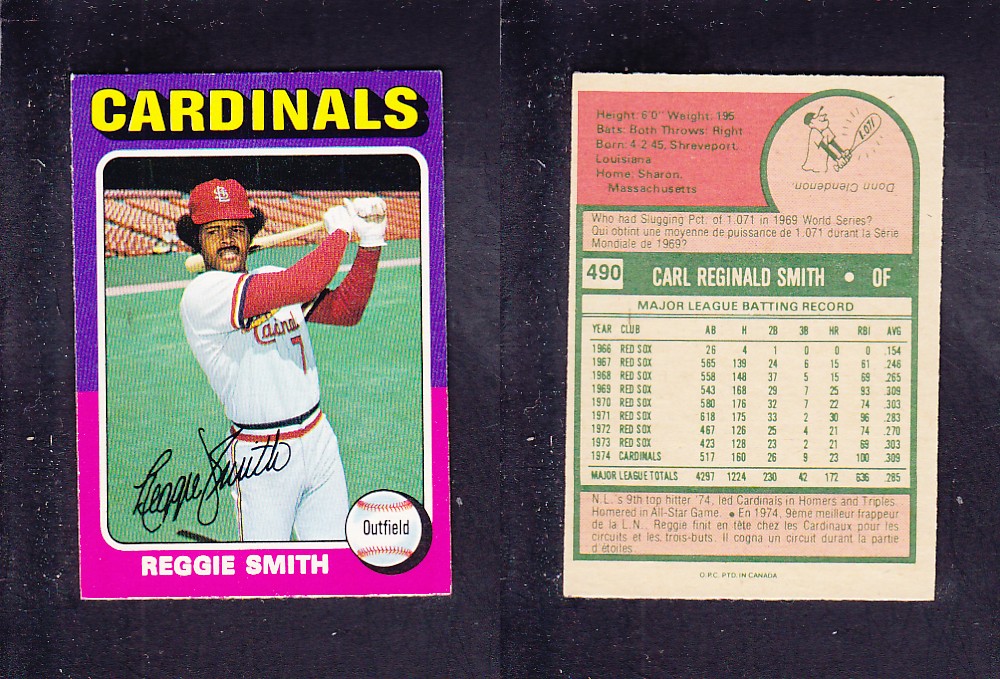 CARDINALS
StL
Cardinals
7
Reggie Smith
Outfield
REGGIE SMITH
Height: 6'0" Weight: 195
Bats: Both Throws: Right
Born: 4-2-45, Shreveport,
Louisiana
Home: Sharon,
Massachusetts
1.071
Donn Clendenon.
Who had Slugging Pct. of 1.071 in 1969 World Series?
Qui obtint une moyenne de puissance de 1.071 durant la Série
Mondiale de 1969?
490 CARL REGINALD SMITH • OF
MAJOR LEAGUE BATTING RECORD
YEAR CLUB AB H 2B 3B HR RBI AVG
1966 RED SOX 26 4 1 0 0 0 .154
1967 RED SOX 565 139 24 6 15 61 .246
1968 RED SOX 558 148 37 5 15 69 .265
1969 RED SOX 543 168 29 7 25 93 .309
1970 RED SOX 580 176 32 7 22 74 .303
1971 RED SOX 618 175 33 2 30 96 .283
1972 RED SOX 467 126 25 4 21 74 .270
1973 RED SOX 423 128 23 2 21 69 .303
1974 CARDINALS 517 160 26 9 23 100 .309
MAJOR LEAGUE TOTALS 4297 1224 230 42 172 636 .285
N.L.'s 9th top hitter '74, led Cardinals in Homers and Triples.
Homered in All-Star Game. • En 1974, 9eme meilleur frappeur
de la L.N.. Reggie finit en tête chez les Cardinaux pour les
circuits et les trois-buts. Il cogna un circuit durant la partie
d'étoiles.
O.P.C. PTD. IN CANADA